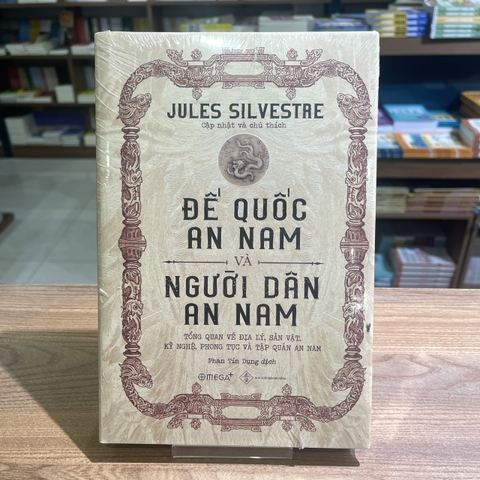 JULES SILVESTRE
Cập nhật và chú thích
ĐẾ QUỐC
AN NAM
VÀ
NGƯỜI DÂN
AN NAM
TỔNG QUAN VỀ ĐỊA LÝ, SẢN VẬT,
KỸ NGHỆ, PHONG TỤC VÀ TẬP QUÁN AN NAM
Phan Tín Dụng dịch
OMEGA+